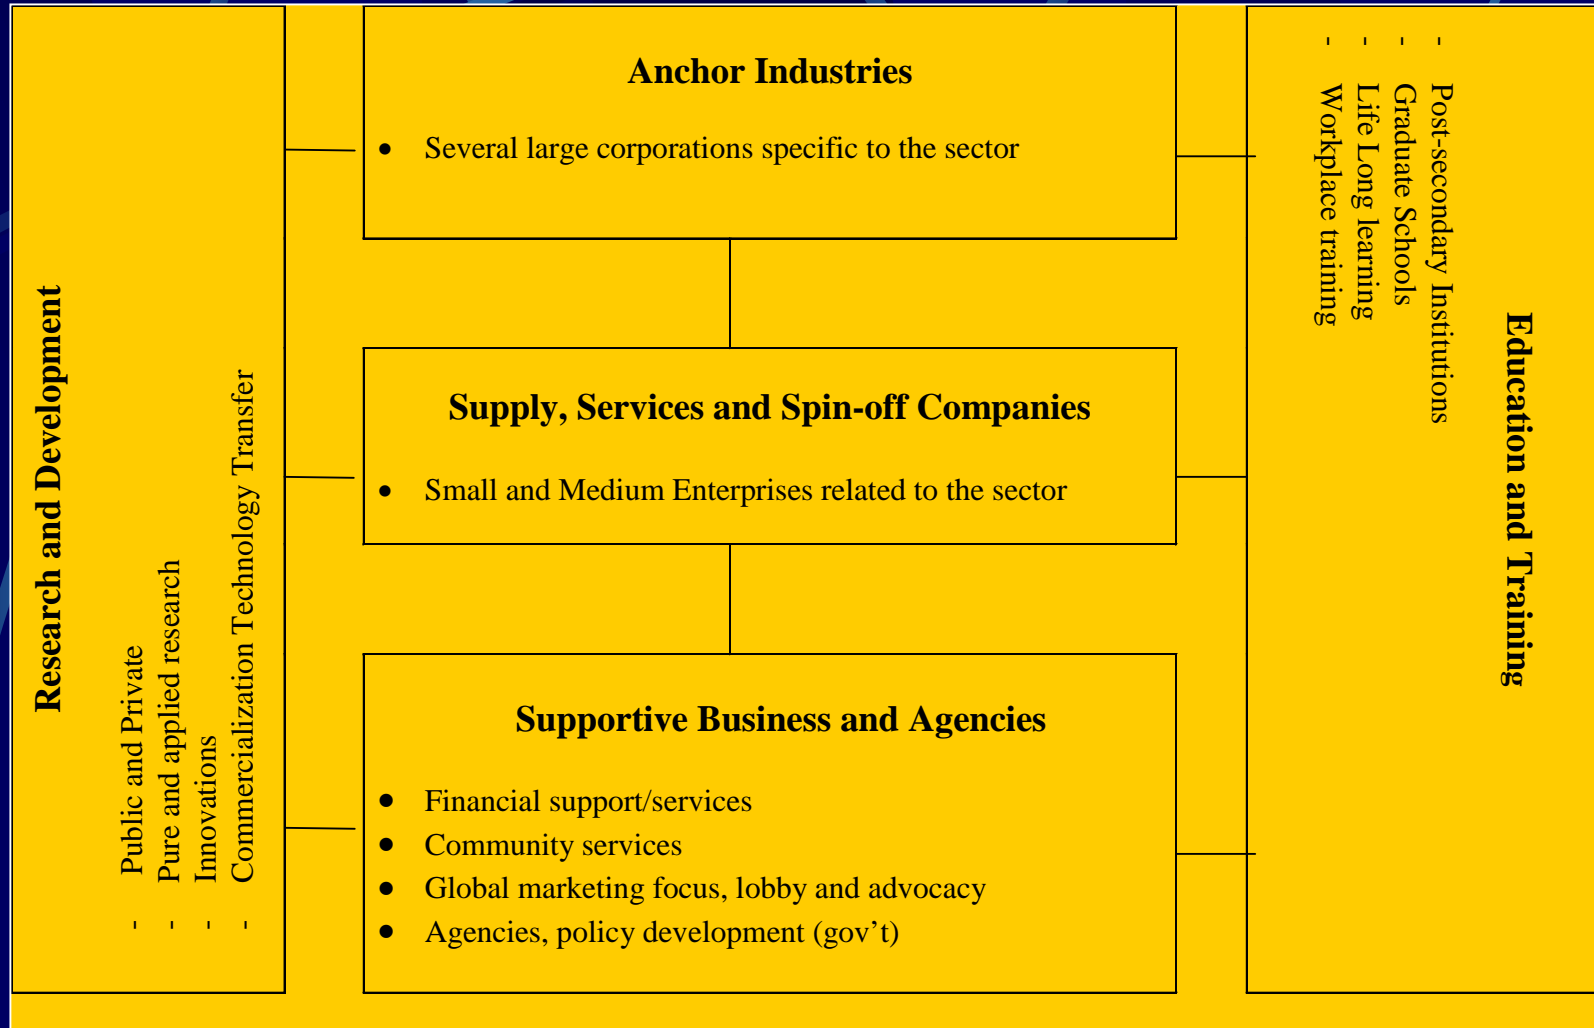 Research and Development
- Public and Private
- Pure and applied research
- Innovations
- Commercialization Technology Transfer
Anchor Industries
• Several large corporations specific to the sector
Supply, Services and Spin-off Companies
• Small and Medium Enterprises related to the sector
Supportive Business and Agencies
• Financial support/services
• Community services
• Global marketing focus, lobby and advocacy
• Agencies, policy development (gov’t)
Education and Training
- Post-secondary Institutions
- Graduate Schools
- Life Long learning
- Workplace training